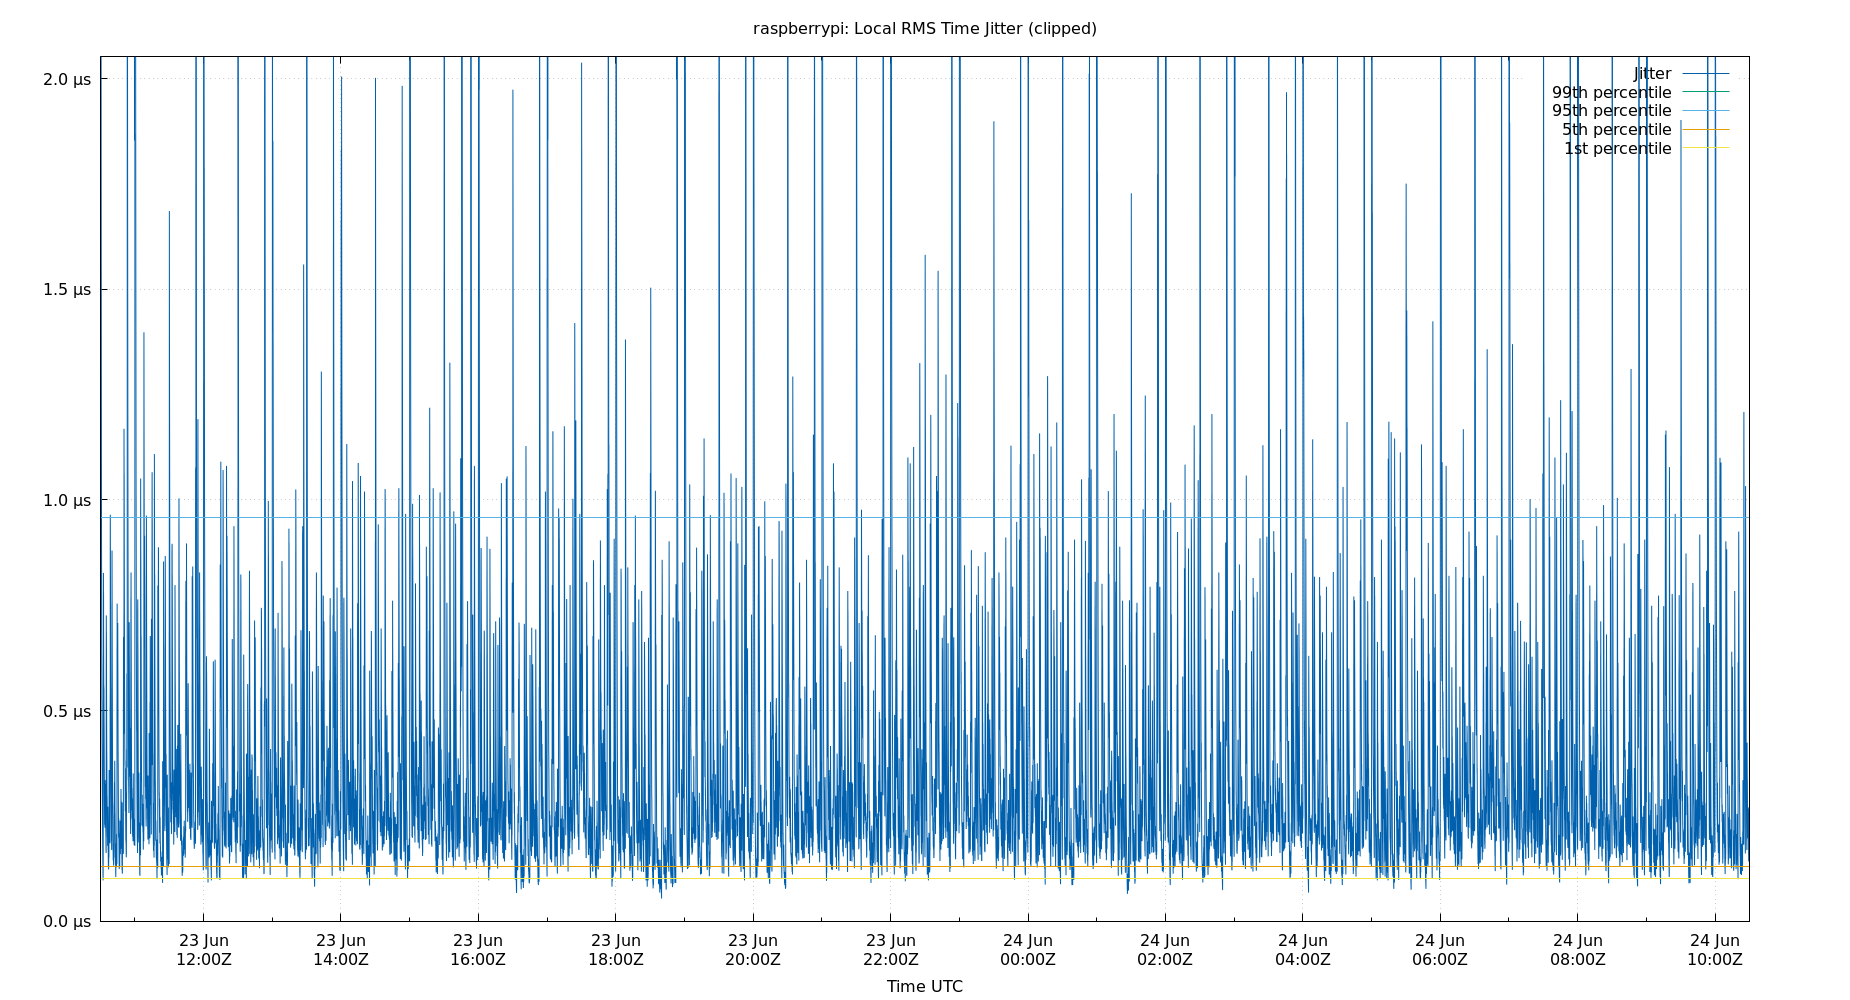 raspberrypi: Local RMS Time Jitter (clipped)
2.0 μs
1.5 μs
1.0 μs
0.5 μs
0.0 μs
Jitter
99th percentile
95th percentile
5th percentile
1st percentile
23 Jun 23 Jun 23 Jun 23 Jun 23 Jun 23 Jun 24 Jun 24 Jun 24 Jun 24 Jun 24 Jun 24 Jun
12:00Z 14:00Z 16:00Z 18:00Z 20:00Z 22:00Z 00:00Z 02:00Z 04:00Z 06:00Z 08:00Z 10:00Z
Time UTC